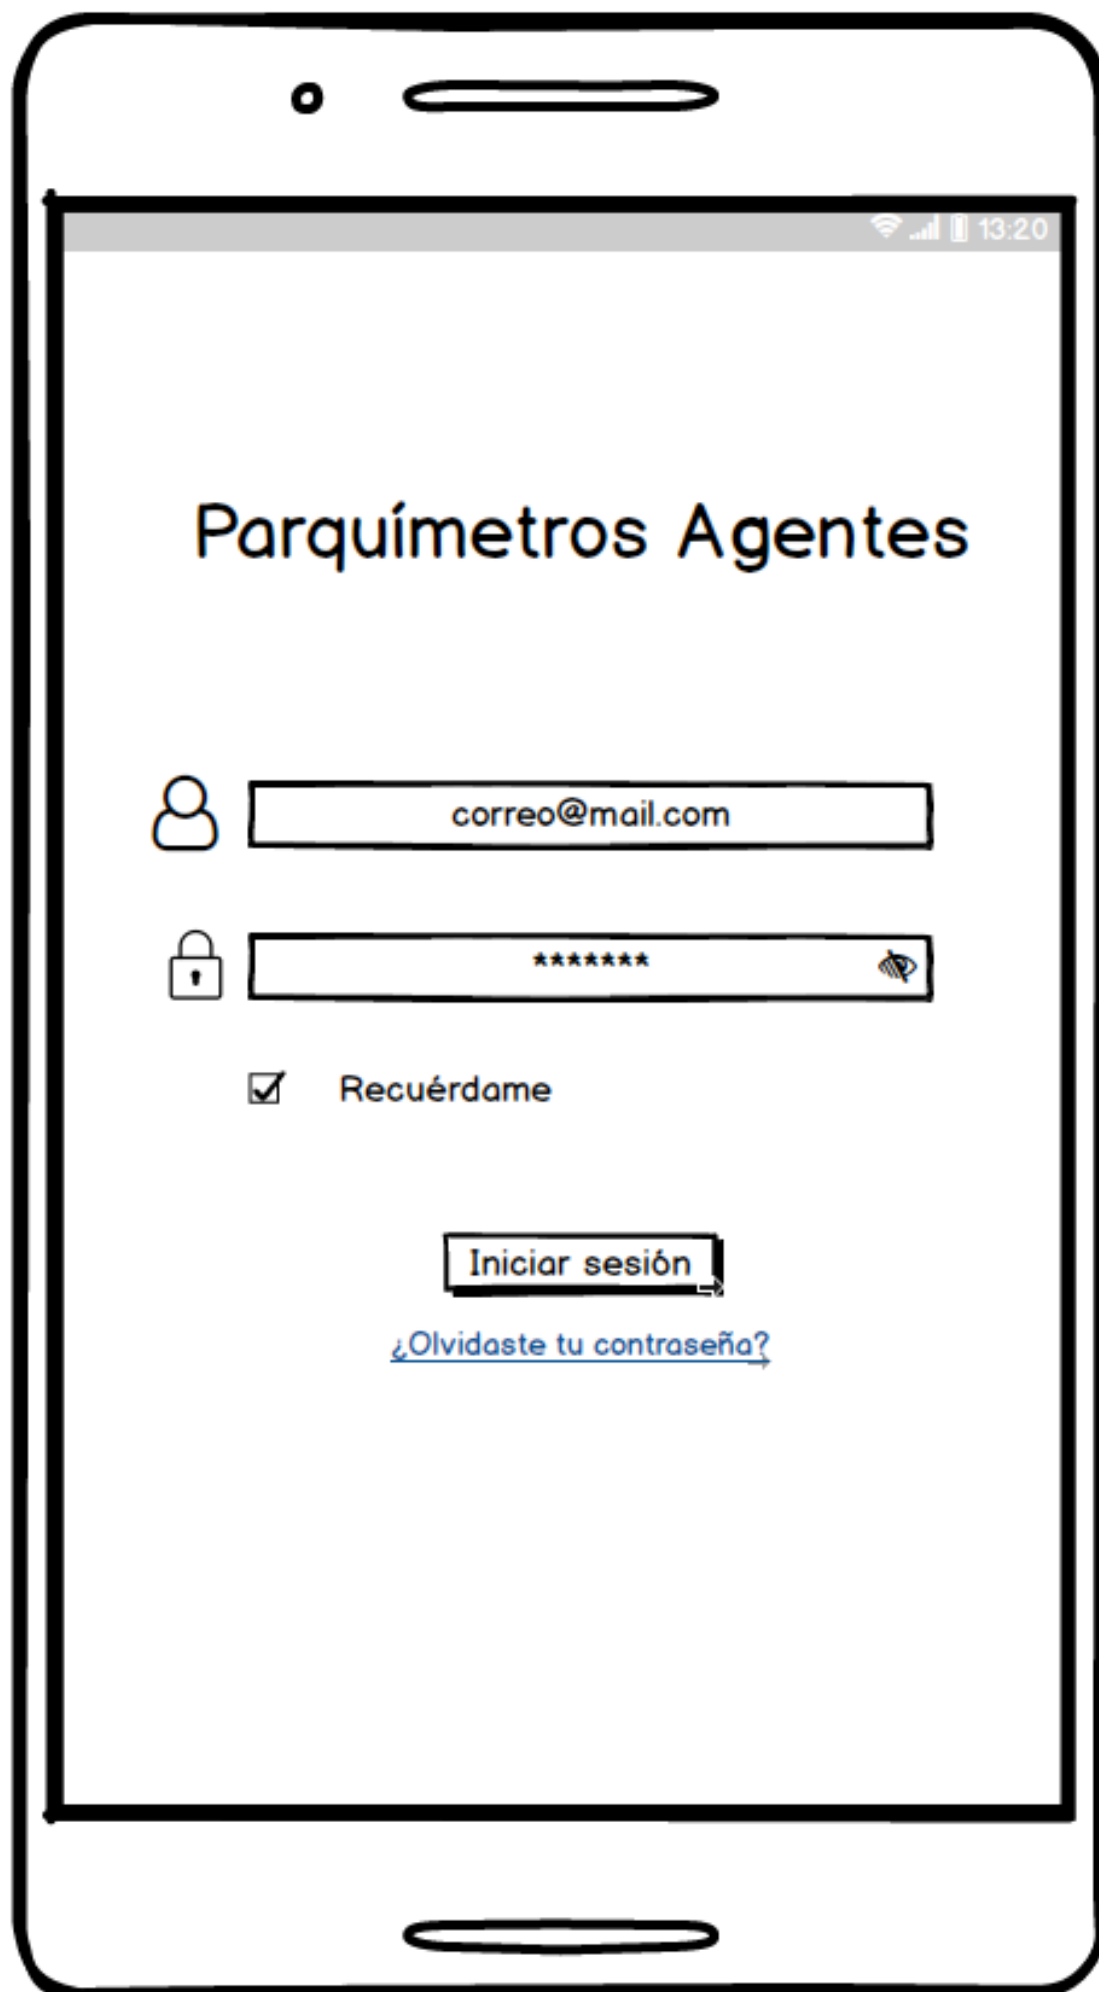 13:20
Parquímetros Agentes
correo@mail.com
*******
Recuérdame
Iniciar sesión
¿Olvidaste tu contraseña?